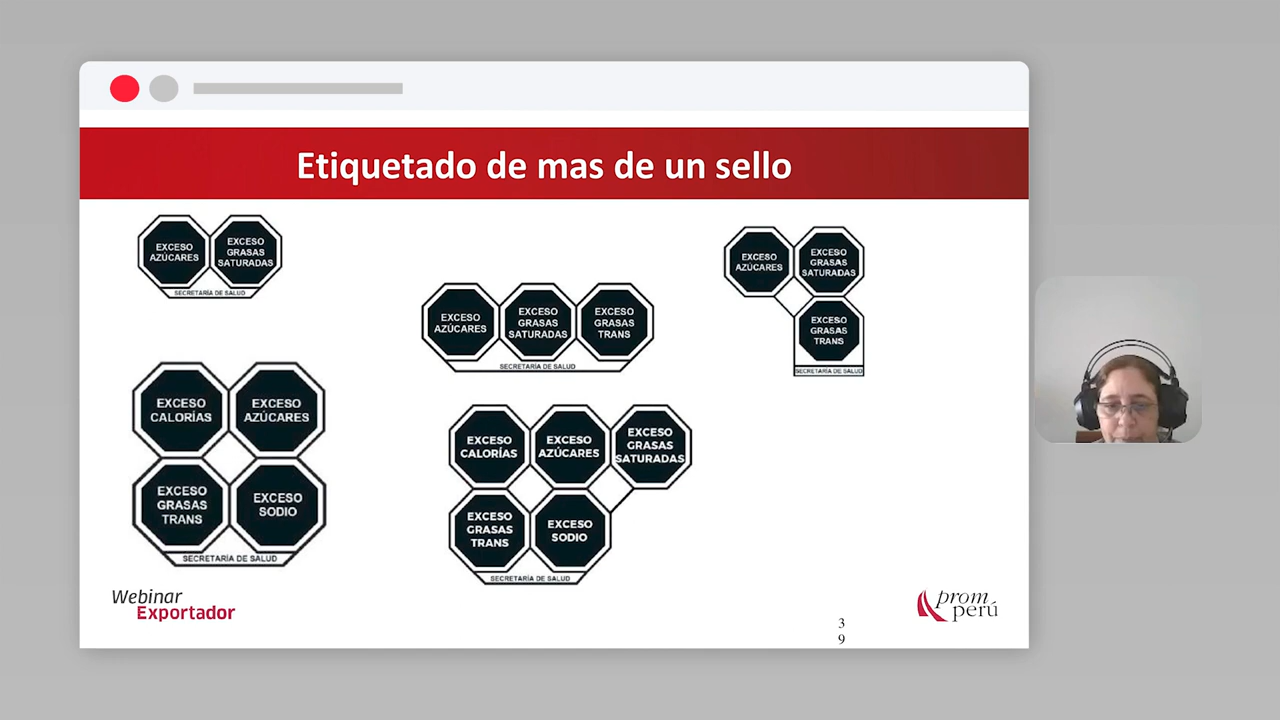 Etiquetado de mas de un sello
EXCESO
AZÚCARES
EXCESO
GRASAS
SATURADAS
SECRETARÍA DE SALUD
EXCESO
AZÚCARES
EXCESO
GRASAS
SATURADAS
EXCESO
GRASAS
TRANS
SECRETARÍA DE SALUD
EXCESO
AZÚCARES
EXCESO
GRASAS
SATURADAS
EXCESO
GRASAS
TRANS
SECRETARÍA DE SALUD
EXCESO
CALORÍAS
EXCESO
AZÚCARES
EXCESO
GRASAS
TRANS
EXCESO
SODIO
SECRETARÍA DE SALUD
EXCESO
CALORÍAS
EXCESO
AZÚCARES
EXCESO
GRASAS
SATURADAS
EXCESO
GRASAS
TRANS
EXCESO
SODIO
SECRETARÍA DE SALUD
Webinar
Exportador
3
9
prom
perú